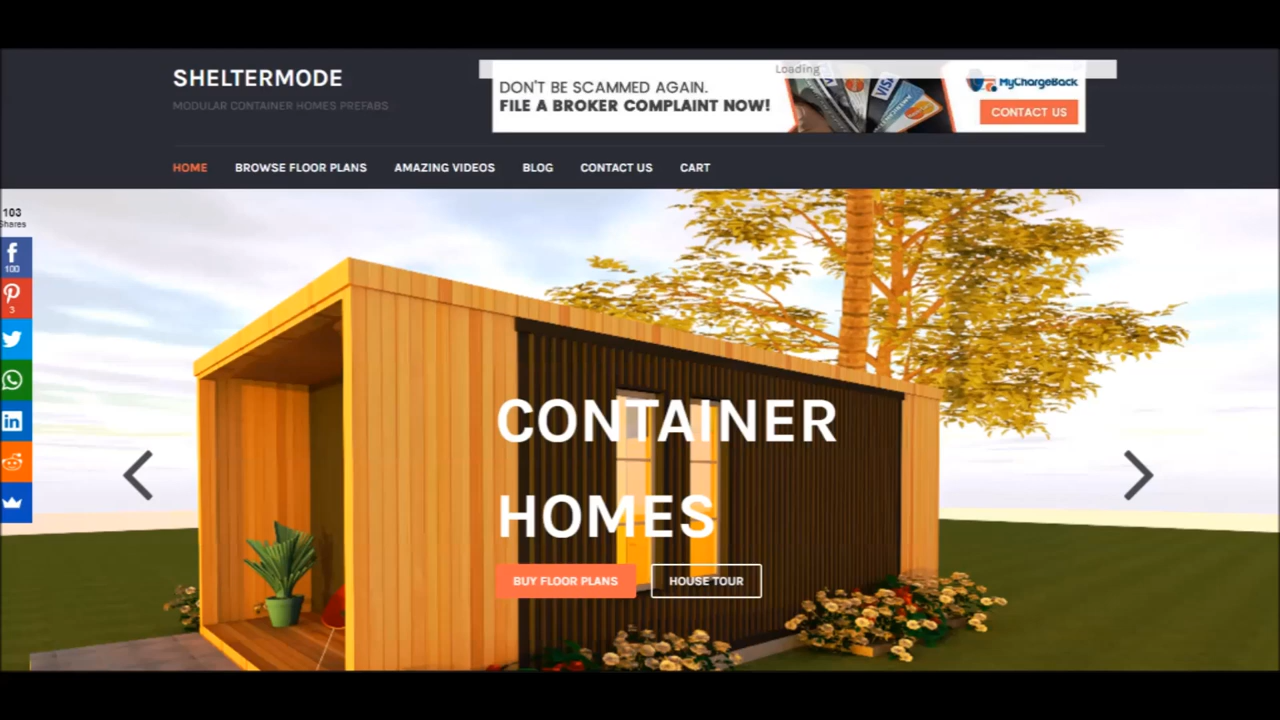 SHELTERMODE
MODULAR CONTAINER HOMES PREFABS
Loading
DON'T BE SCAMMED AGAIN.
FILE A BROKER COMPLAINT NOW!
VISA
MyChargeBack
CONTACT US
HOME BROWSE FLOOR PLANS AMAZING VIDEOS BLOG CONTACT US CART
103
Shares
100
3
CONTAINER
HOMES
BUY FLOOR PLANS HOUSE TOUR